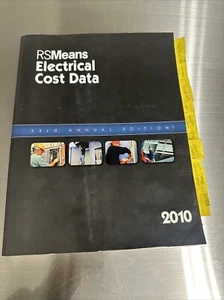 RSMeans
Electrical
Cost Data
33RD ANNUAL EDITION
2010